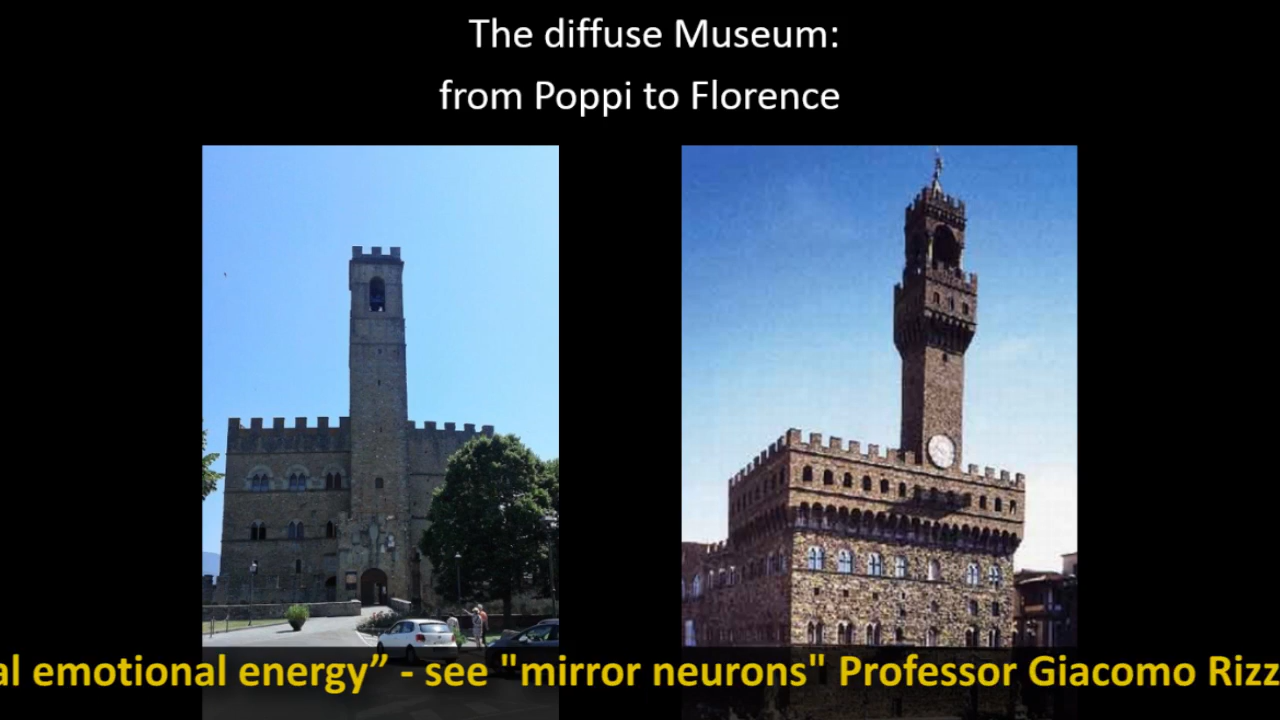 The diffuse Museum:
from Poppi to Florence
al emotional energy” - see "mirror neurons" Professor Giacomo Rizz